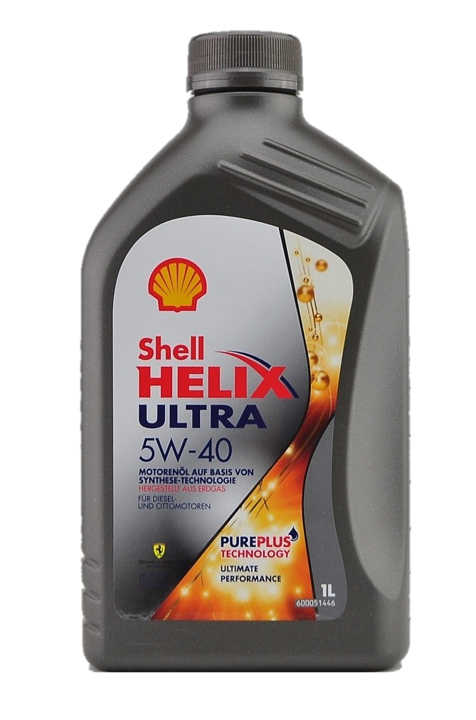 Shell
HELIX
ULTRA
5W-40
MOTORENÖL AUF BASIS VON
SYNTHESE-TECHNOLOGIE
HERGESTELLT AUS ERDGAS
FÜR DIESEL-
UND OTTOMOTOREN
PUREPLUS
TECHNOLOGY
ULTIMATE
PERFORMANCE
1L
600051446